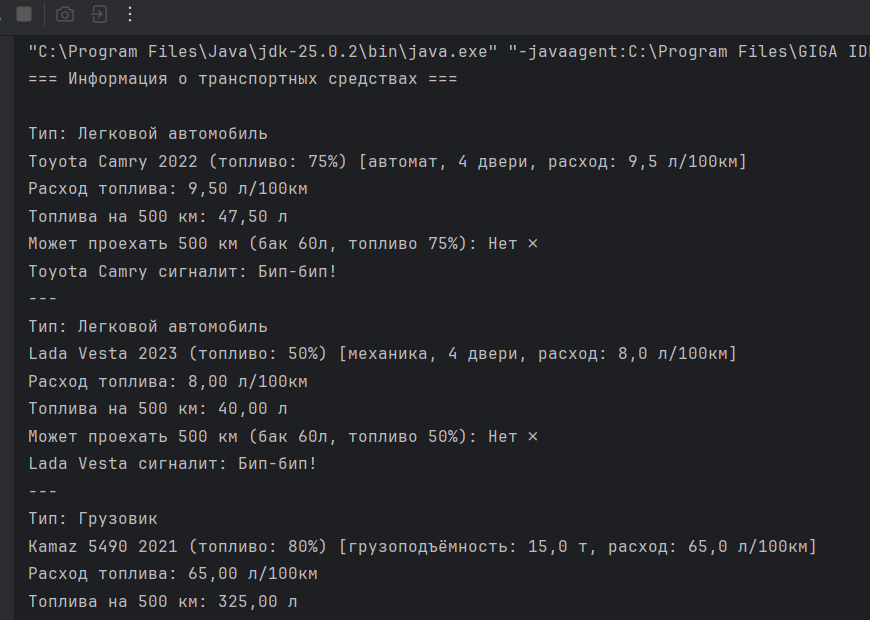 "C:\Program Files\Java\jdk-25.0.2\bin\java.exe" "-javaagent:C:\Program Files\GIGA IDE
=== Информация о транспортных средствах ===
Тип: Легковой автомобиль
Toyota Camry 2022 (топливо: 75%) [автомат, 4 двери, расход: 9,5 л/100км]
Расход топлива: 9,50 л/100км
Топлива на 500 км: 47,50 л
Может проехать 500 км (бак 60л, топливо 75%): Нет ×
Toyota Camry сигналит: Бип-бип!
---
Тип: Легковой автомобиль
Lada Vesta 2023 (топливо: 50%) [механика, 4 двери, расход: 8,0 л/100км]
Расход топлива: 8,00 л/100км
Топлива на 500 км: 40,00 л
Может проехать 500 км (бак 60л, топливо 50%): Нет ×
Lada Vesta сигналит: Бип-бип!
---
Тип: Грузовик
Kamaz 5490 2021 (топливо: 80%) [грузоподъёмность: 15,0 т, расход: 65,0 л/100км]
Расход топлива: 65,00 л/100км
Топлива на 500 км: 325,00 л